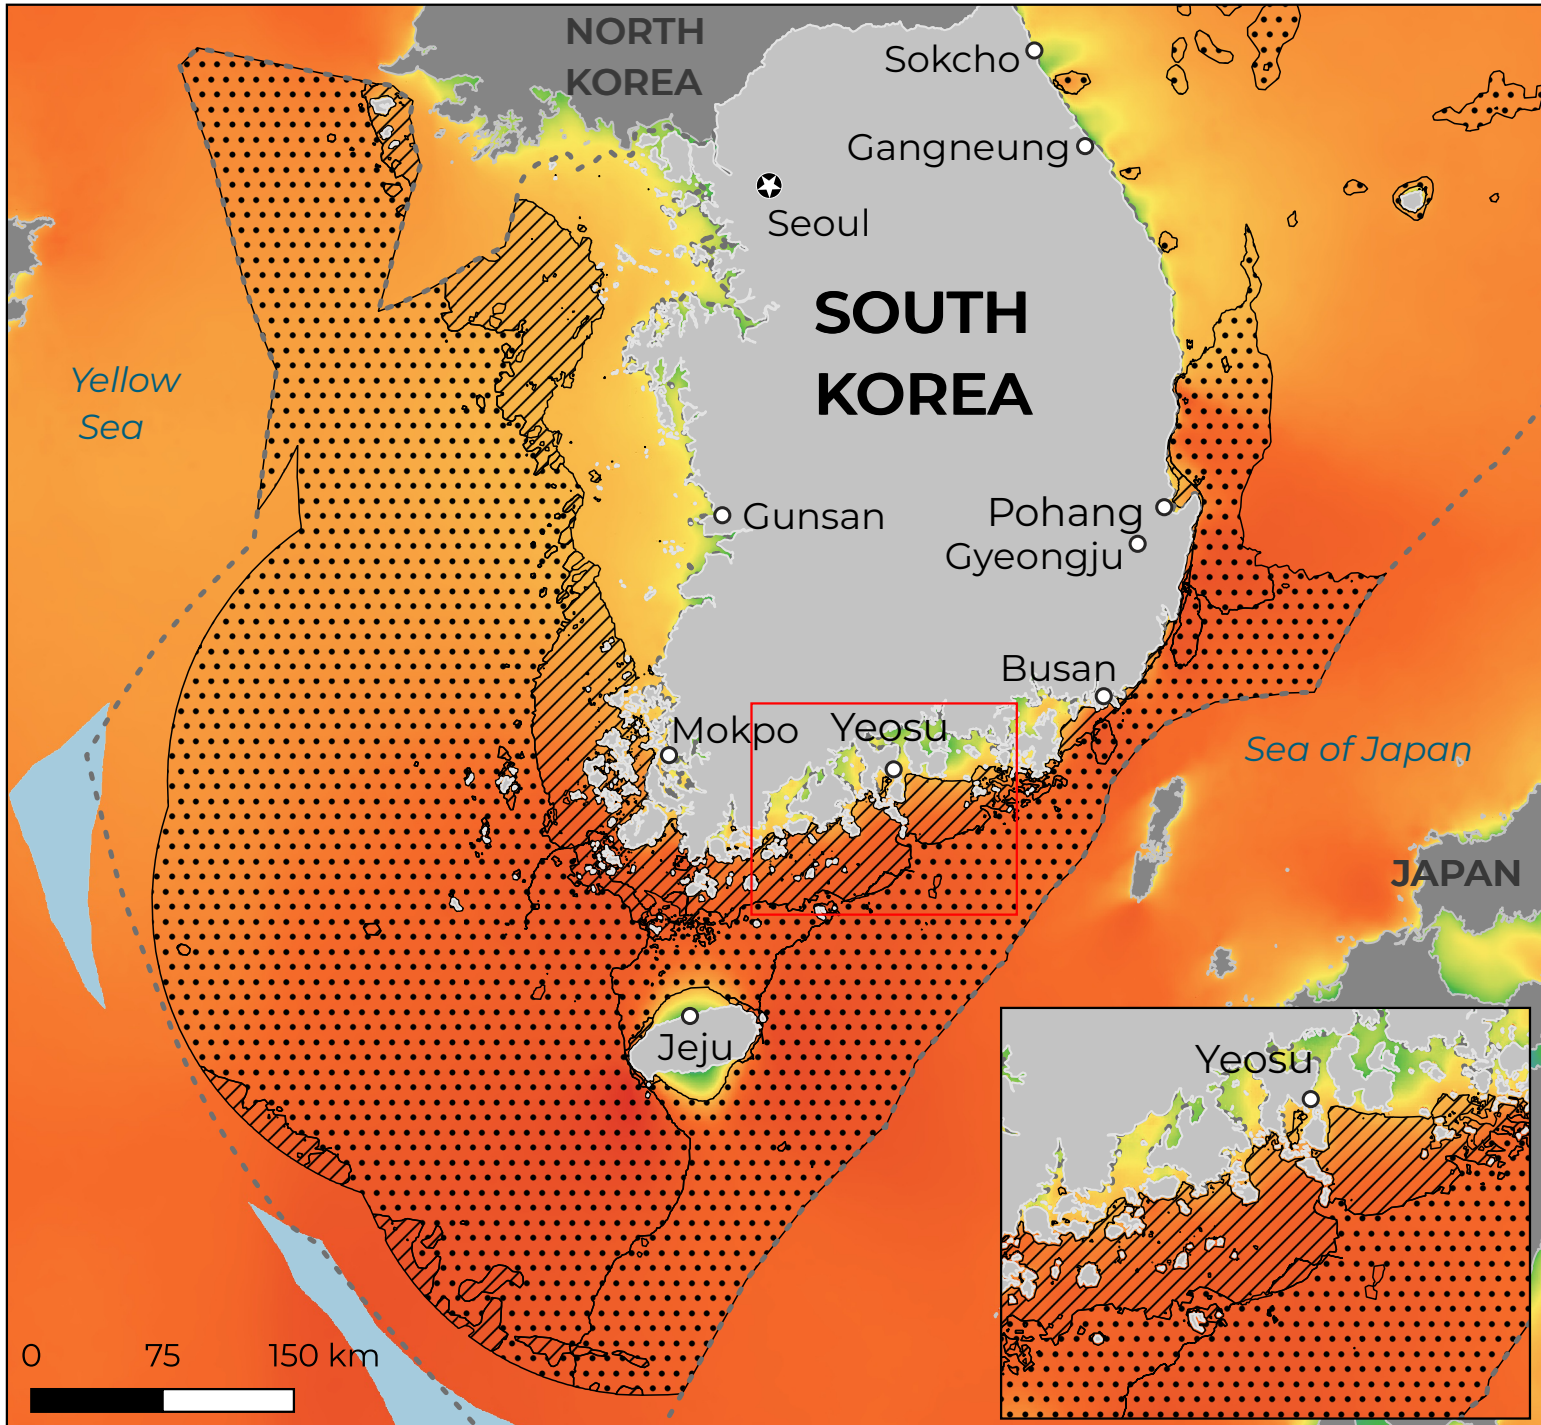 NORTH
KOREA
Sokcho
Gangneung
Seoul
SOUTH
KOREA
Yellow
Sea
Gunsan
Pohang
Gyeongju
Busan
Mokpo
Yeosu
Sea of Japan
JAPAN
Jeju
Yeosu
0 75 150 km